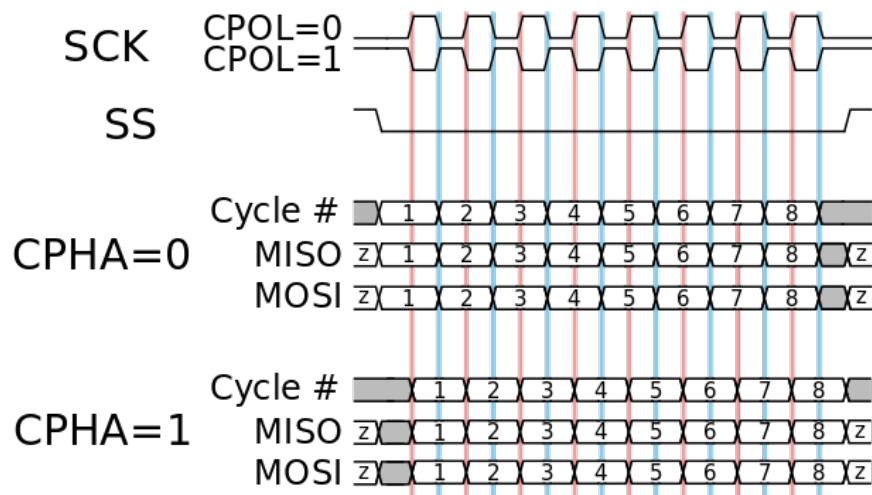 SCK CPOL=0
CPOL=1
SS
Cycle # 1 2 3 4 5 6 7 8
CPHA=0 MISO z 1 2 3 4 5 6 7 8 z
MOSI z 1 2 3 4 5 6 7 8 z
Cycle # 1 2 3 4 5 6 7 8
CPHA=1 MISO z 1 2 3 4 5 6 7 8 z
MOSI z 1 2 3 4 5 6 7 8 z